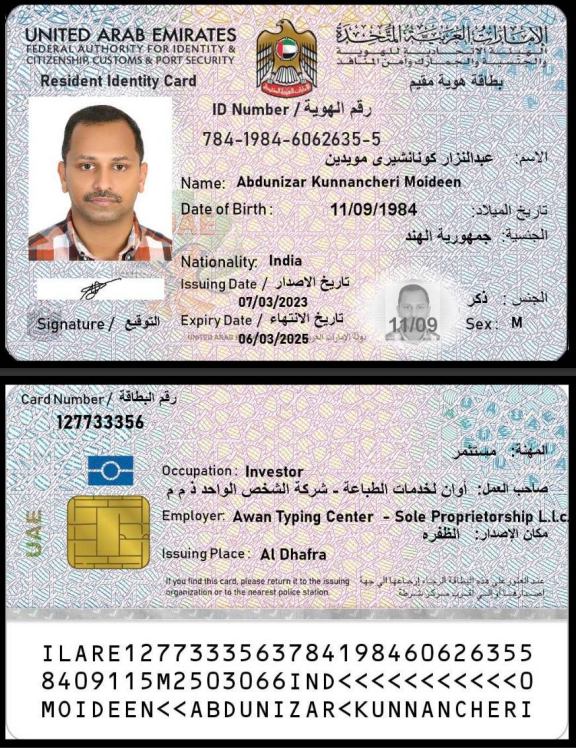 UNITED ARAB EMIRATES
FEDERAL AUTHORITY FOR IDENTITY &
CITIZENSHIP, CUSTOMS & PORT SECURITY
Resident Identity Card
الإمارات العربية المتحدة
الهيئة الاتحادية للهوية
والجنسية والجمارك وأمن المنافذ
بطاقة هوية مقيم
ID Number / رقم الهوية
784-1984-6062635-5
الاسم: عبدالنزار كونانشيرى مويدين
Name: Abdunizar Kunnancheri Moideen
Date of Birth: 11/09/1984 تاريخ الميلاد:
الجنسية: جمهورية الهند
Nationality: India
Issuing Date / تاريخ الاصدار
07/03/2023
الجنس: ذكر
Expiry Date / تاريخ الانتهاء
06/03/2025
Sex: M
11/09
Signature / التوقيع
Card Number / رقم البطاقة
127733356
المهنة: مستثمر
Occupation: Investor
صاحب العمل: أوان لخدمات الطباعة - شركة الشخص الواحد ذ م م
Employer: Awan Typing Center - Sole Proprietorship L.l.c.
مكان الاصدار: الظفره
Issuing Place: Al Dhafra
UAE
If you find this card, please return it to the issuing
organization or to the nearest police station.
عند العثور على هذه البطاقة الرجاء إرجاعها الى جهة
اصدارها أو الى أقرب مركز شرطة
ILARE1277333563784198460626355
8409115M2503066IND<<<<<<<<<<<0
MOIDEEN<<ABDUNIZAR<KUNNANCHERI